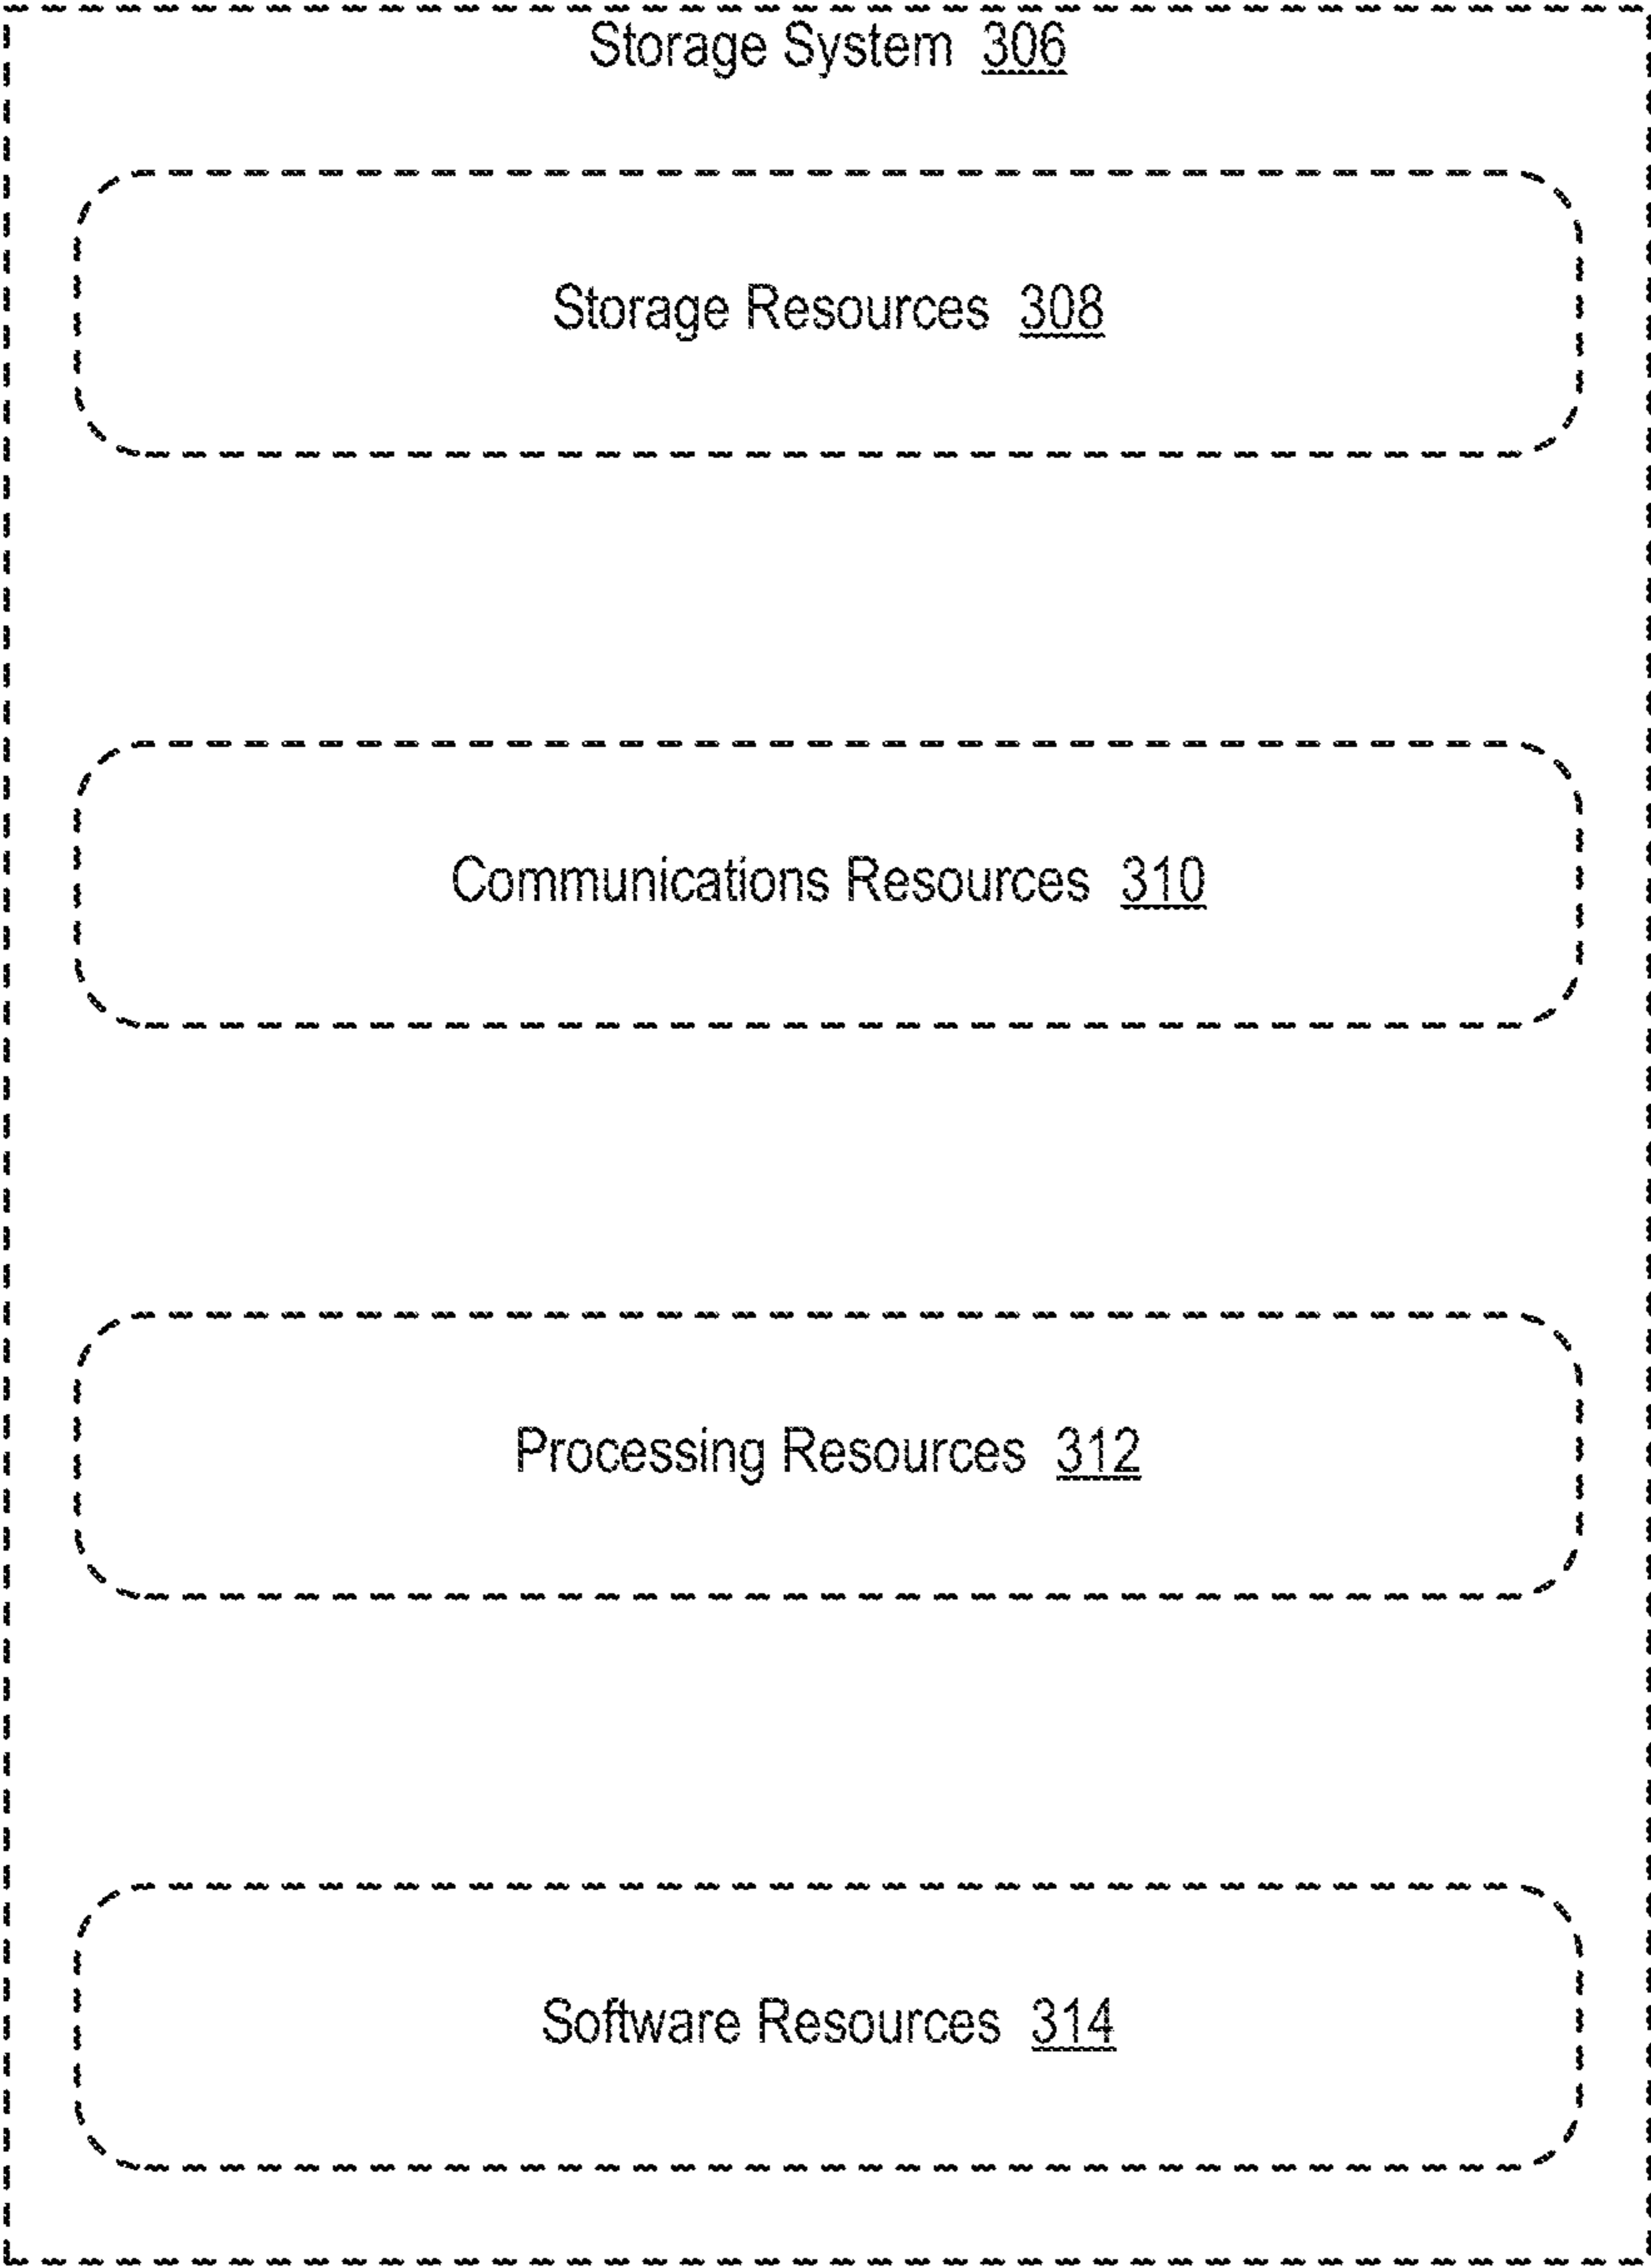 Storage System 306
Storage Resources 308
Communications Resources 310
Processing Resources 312
Software Resources 314